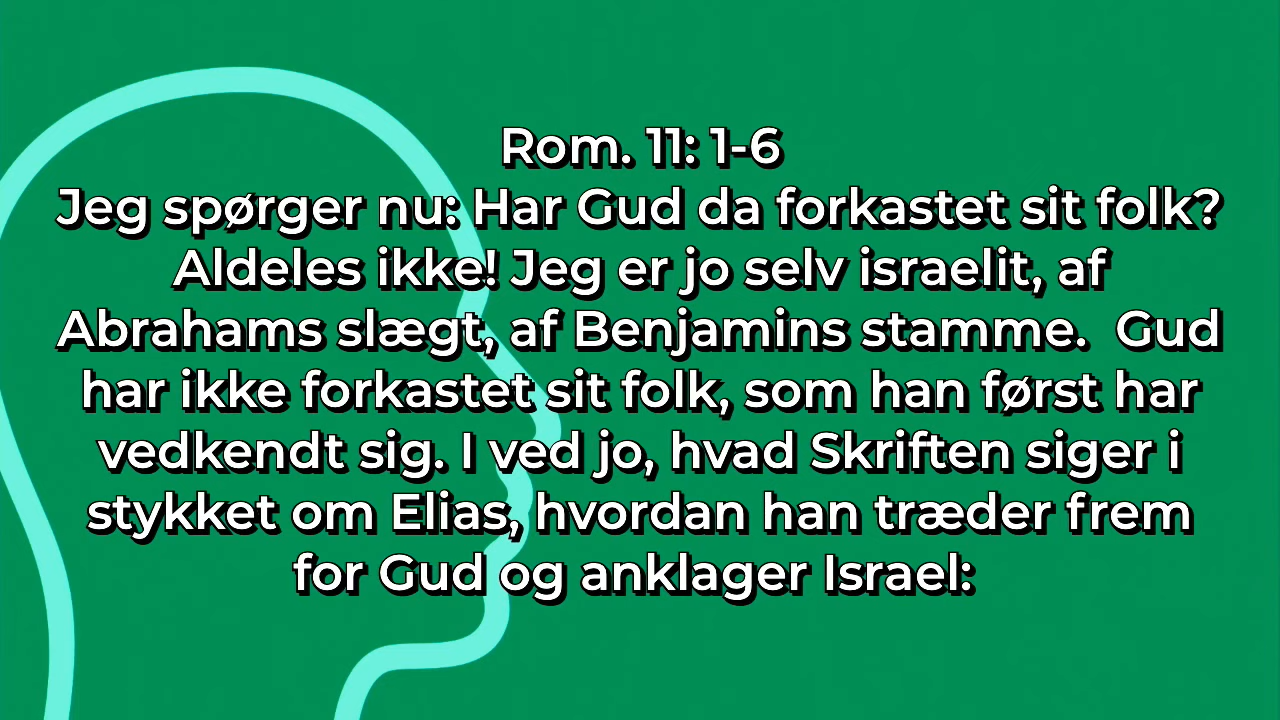 Rom. 11: 1-6
Jeg spørger nu: Har Gud da forkastet sit folk?
Aldeles ikke! Jeg er jo selv israelit, af
Abrahams slægt, af Benjamins stamme.  Gud
har ikke forkastet sit folk, som han først har
vedkendt sig. I ved jo, hvad Skriften siger i
stykket om Elias, hvordan han træder frem
for Gud og anklager Israel: